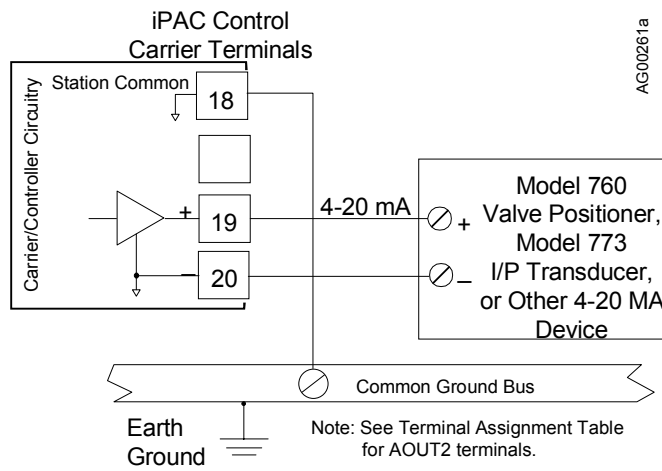 iPAC Control
Carrier Terminals
AG00261a
Carrier/Controller Circuitry
Station Common
18
+
19
4-20 mA
−
20
+
−
Model 760
Valve Positioner,
Model 773
I/P Transducer,
or Other 4-20 MA
Device
Common Ground Bus
Earth
Ground
Note: See Terminal Assignment Table
for AOUT2 terminals.